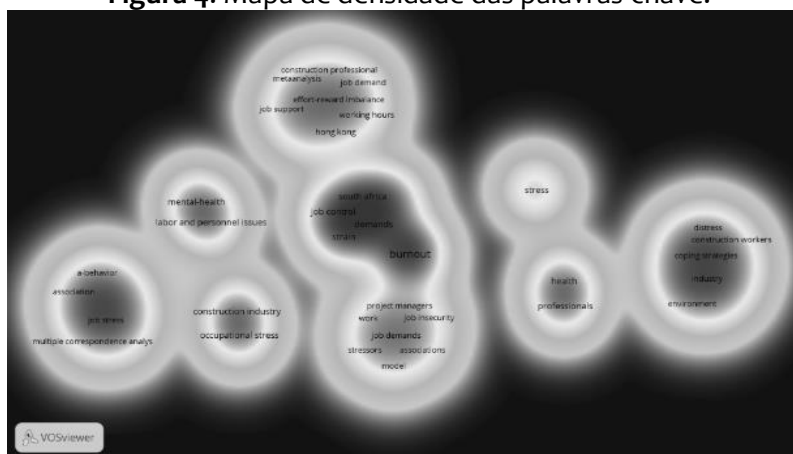 Figura 4. Mapa de densidade das palavras-chave.
construction professional
metaanalysis
job demand
effort-reward imbalance
job support
working hours
hong kong
mental-health
labor and personnel issues
south africa
job control
demands
strain
burnout
stress
distress
construction workers
coping strategies
industry
environment
a-behavior
association
job stress
multiple correspondence analys
construction industry
occupational stress
project managers
work
job insecurity
job demands
stressors
associations
model
health
professionals
VOSviewer